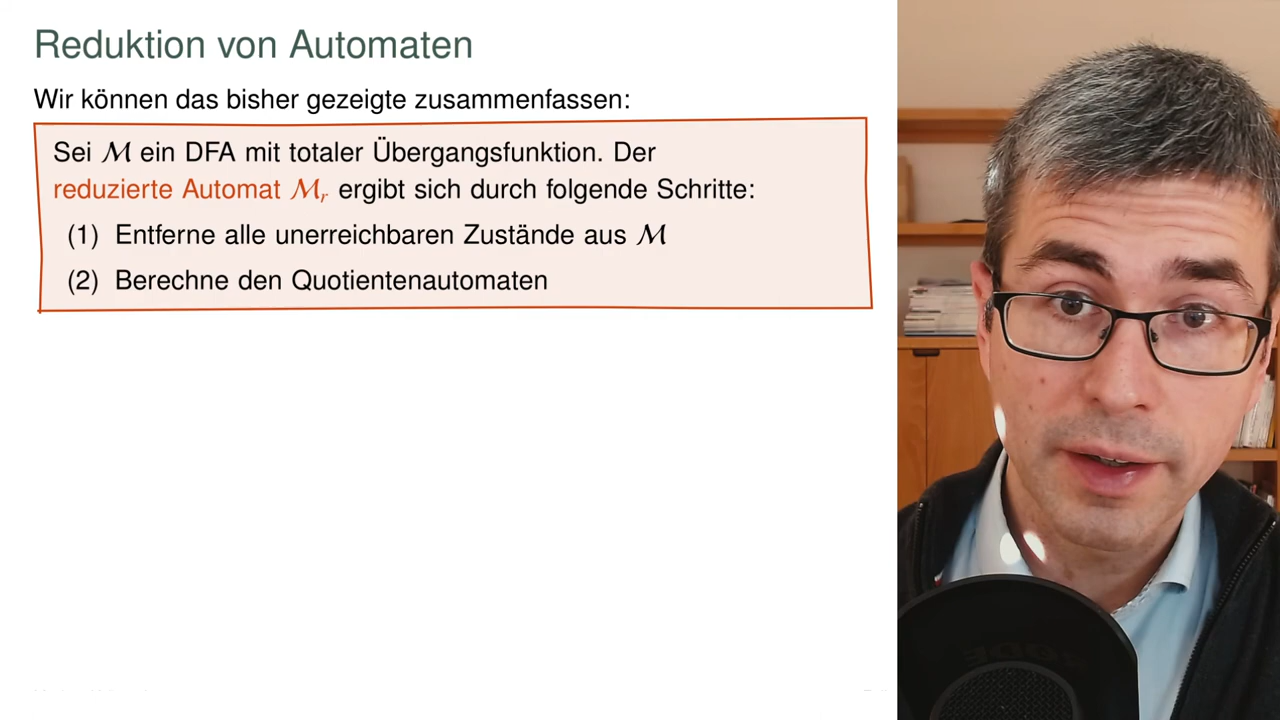 Reduktion von Automaten
Wir können das bisher gezeigte zusammenfassen:
Sei ℳ ein DFA mit totaler Übergangsfunktion. Der
reduzierte Automat ℳᵣ ergibt sich durch folgende Schritte:
(1) Entferne alle unerreichbaren Zustände aus ℳ
(2) Berechne den Quotientenautomaten
RODE